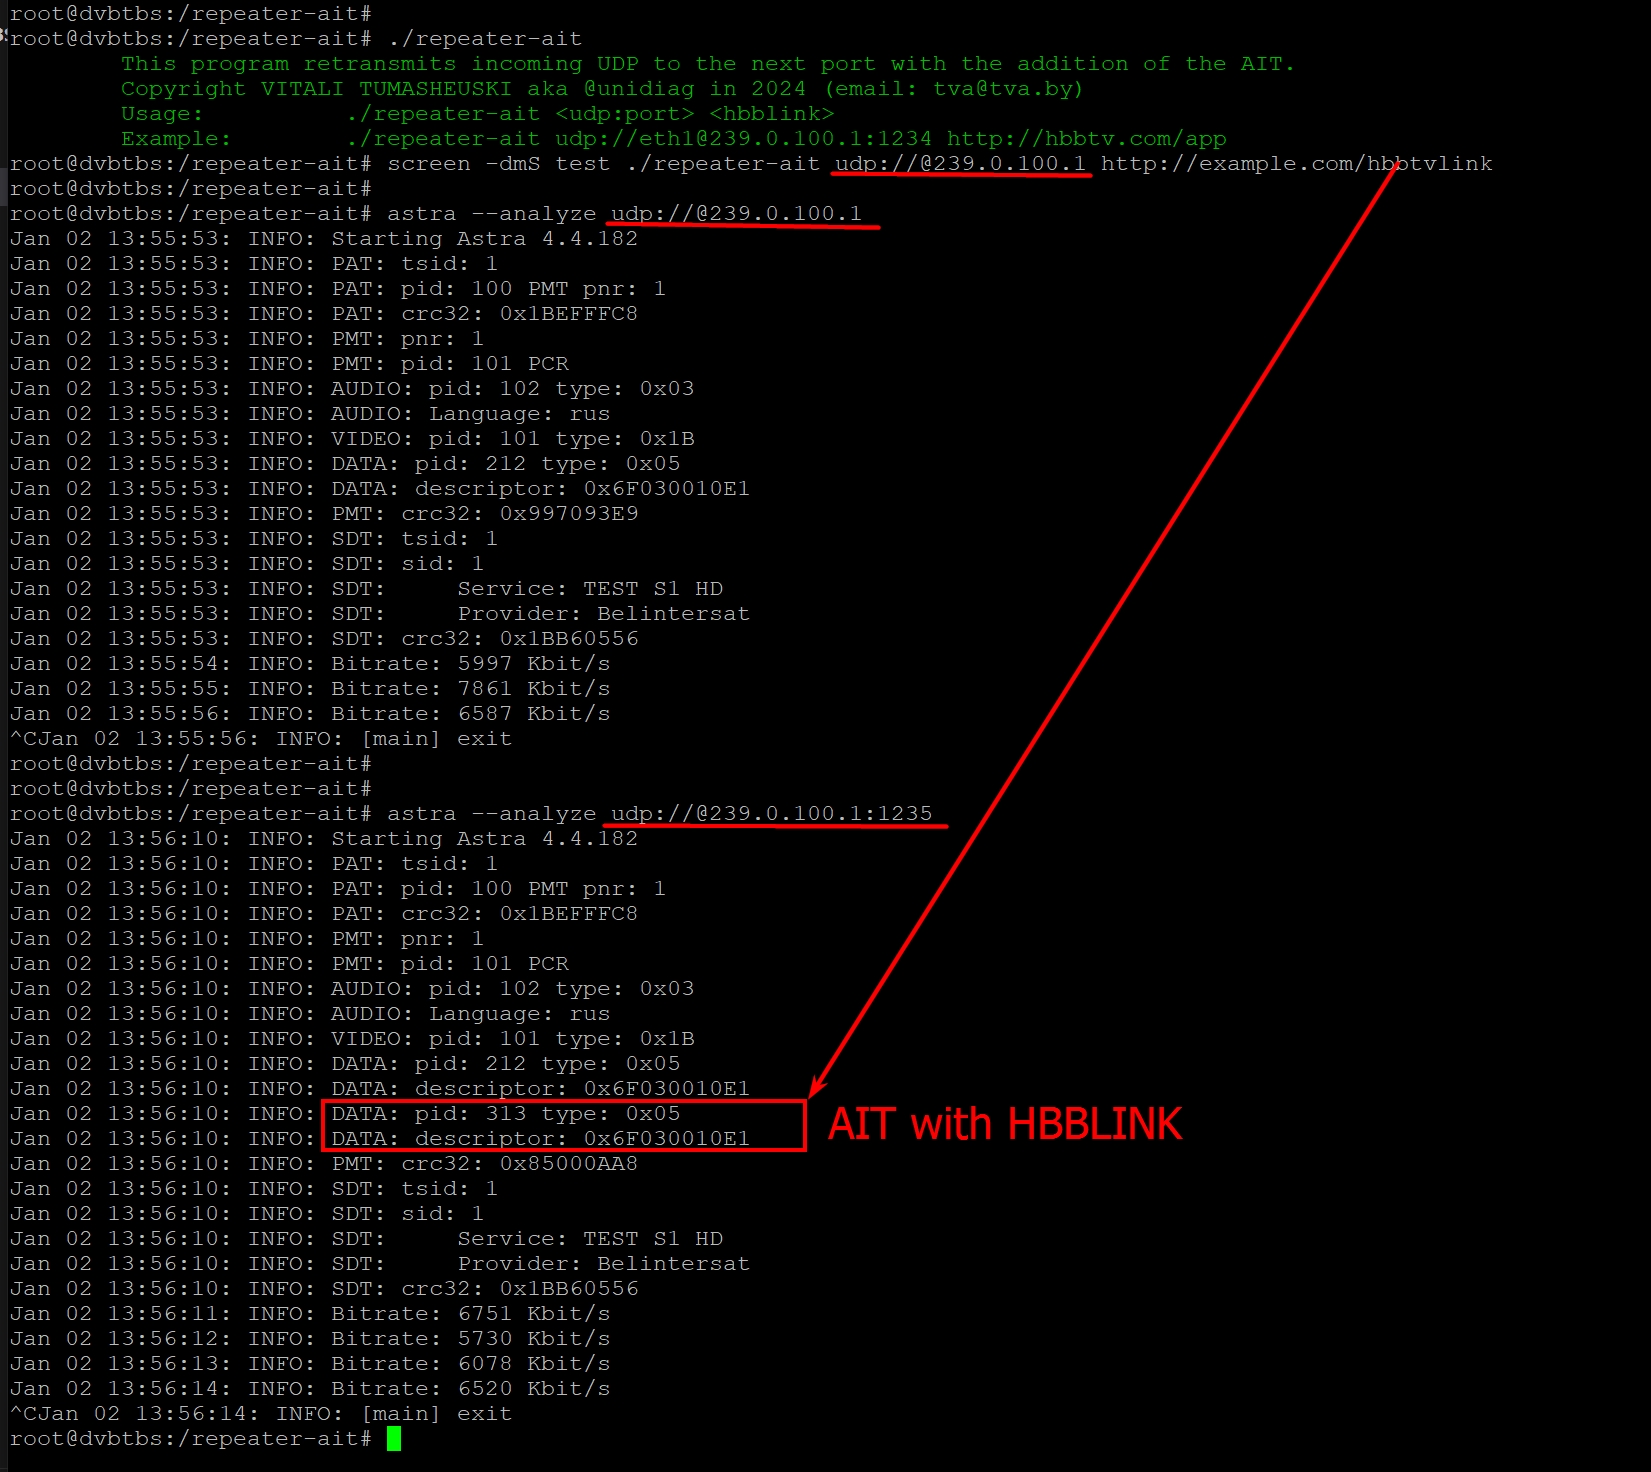 root@dvbtbs:/repeater-ait#
root@dvbtbs:/repeater-ait# ./repeater-ait
This program retransmits incoming UDP to the next port with the addition of the AIT.
Copyright VITALI TUMASHEUSKI aka @unidiag in 2024 (email: tva@tva.by)
Usage: ./repeater-ait <udp:port> <hbblink>
Example: ./repeater-ait udp://eth1@239.0.100.1:1234 http://hbbtv.com/app
root@dvbtbs:/repeater-ait# screen -dmS test ./repeater-ait udp://@239.0.100.1 http://example.com/hbbtvlink
root@dvbtbs:/repeater-ait#
root@dvbtbs:/repeater-ait# astra --analyze udp://@239.0.100.1
Jan 02 13:55:53: INFO: Starting Astra 4.4.182
Jan 02 13:55:53: INFO: PAT: tsid: 1
Jan 02 13:55:53: INFO: PAT: pid: 100 PMT pnr: 1
Jan 02 13:55:53: INFO: PAT: crc32: 0x1BEFFFC8
Jan 02 13:55:53: INFO: PMT: pnr: 1
Jan 02 13:55:53: INFO: PMT: pid: 101 PCR
Jan 02 13:55:53: INFO: AUDIO: pid: 102 type: 0x03
Jan 02 13:55:53: INFO: AUDIO: Language: rus
Jan 02 13:55:53: INFO: VIDEO: pid: 101 type: 0x1B
Jan 02 13:55:53: INFO: DATA: pid: 212 type: 0x05
Jan 02 13:55:53: INFO: DATA: descriptor: 0x6F030010E1
Jan 02 13:55:53: INFO: PMT: crc32: 0x997093E9
Jan 02 13:55:53: INFO: SDT: tsid: 1
Jan 02 13:55:53: INFO: SDT: sid: 1
Jan 02 13:55:53: INFO: SDT: Service: TEST S1 HD
Jan 02 13:55:53: INFO: SDT: Provider: Belintersat
Jan 02 13:55:53: INFO: SDT: crc32: 0x1BB60556
Jan 02 13:55:54: INFO: Bitrate: 5997 Kbit/s
Jan 02 13:55:55: INFO: Bitrate: 7861 Kbit/s
Jan 02 13:55:56: INFO: Bitrate: 6587 Kbit/s
^CJan 02 13:55:56: INFO: [main] exit
root@dvbtbs:/repeater-ait#
root@dvbtbs:/repeater-ait#
root@dvbtbs:/repeater-ait# astra --analyze udp://@239.0.100.1:1235
Jan 02 13:56:10: INFO: Starting Astra 4.4.182
Jan 02 13:56:10: INFO: PAT: tsid: 1
Jan 02 13:56:10: INFO: PAT: pid: 100 PMT pnr: 1
Jan 02 13:56:10: INFO: PAT: crc32: 0x1BEFFFC8
Jan 02 13:56:10: INFO: PMT: pnr: 1
Jan 02 13:56:10: INFO: PMT: pid: 101 PCR
Jan 02 13:56:10: INFO: AUDIO: pid: 102 type: 0x03
Jan 02 13:56:10: INFO: AUDIO: Language: rus
Jan 02 13:56:10: INFO: VIDEO: pid: 101 type: 0x1B
Jan 02 13:56:10: INFO: DATA: pid: 212 type: 0x05
Jan 02 13:56:10: INFO: DATA: descriptor: 0x6F030010E1
Jan 02 13:56:10: INFO: DATA: pid: 313 type: 0x05
AIT with HBBLINK
Jan 02 13:56:10: INFO: DATA: descriptor: 0x6F030010E1
Jan 02 13:56:10: INFO: PMT: crc32: 0x85000AA8
Jan 02 13:56:10: INFO: SDT: tsid: 1
Jan 02 13:56:10: INFO: SDT: sid: 1
Jan 02 13:56:10: INFO: SDT: Service: TEST S1 HD
Jan 02 13:56:10: INFO: SDT: Provider: Belintersat
Jan 02 13:56:10: INFO: SDT: crc32: 0x1BB60556
Jan 02 13:56:11: INFO: Bitrate: 6751 Kbit/s
Jan 02 13:56:12: INFO: Bitrate: 5730 Kbit/s
Jan 02 13:56:13: INFO: Bitrate: 6078 Kbit/s
Jan 02 13:56:14: INFO: Bitrate: 6520 Kbit/s
^CJan 02 13:56:14: INFO: [main] exit
root@dvbtbs:/repeater-ait#